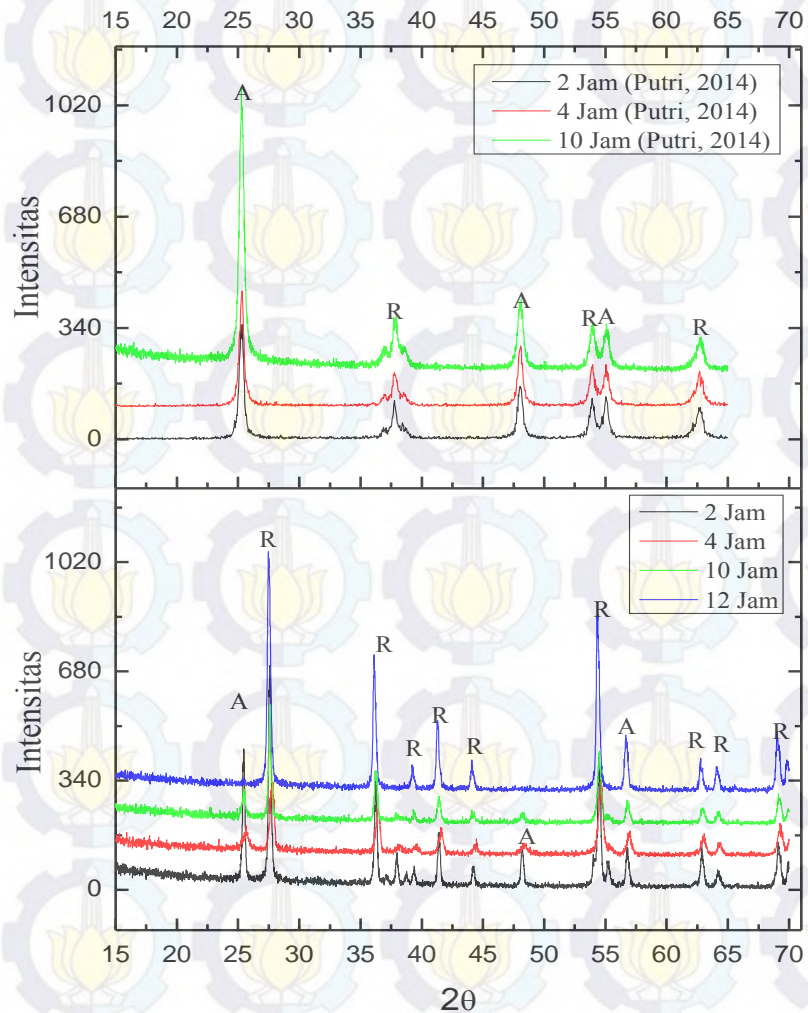 15 20 25 30 35 40 45 50 55 60 65 70
2 Jam (Putri, 2014)
4 Jam (Putri, 2014)
10 Jam (Putri, 2014)
1020
680
340
0
Intensitas
A
R
A
R A
R
2 Jam
4 Jam
10 Jam
12 Jam
1020
680
340
0
Intensitas
A
R
R
R
R
R
A
R
A
R
R
R
15 20 25 30 35 40 45 50 55 60 65 70
2θ